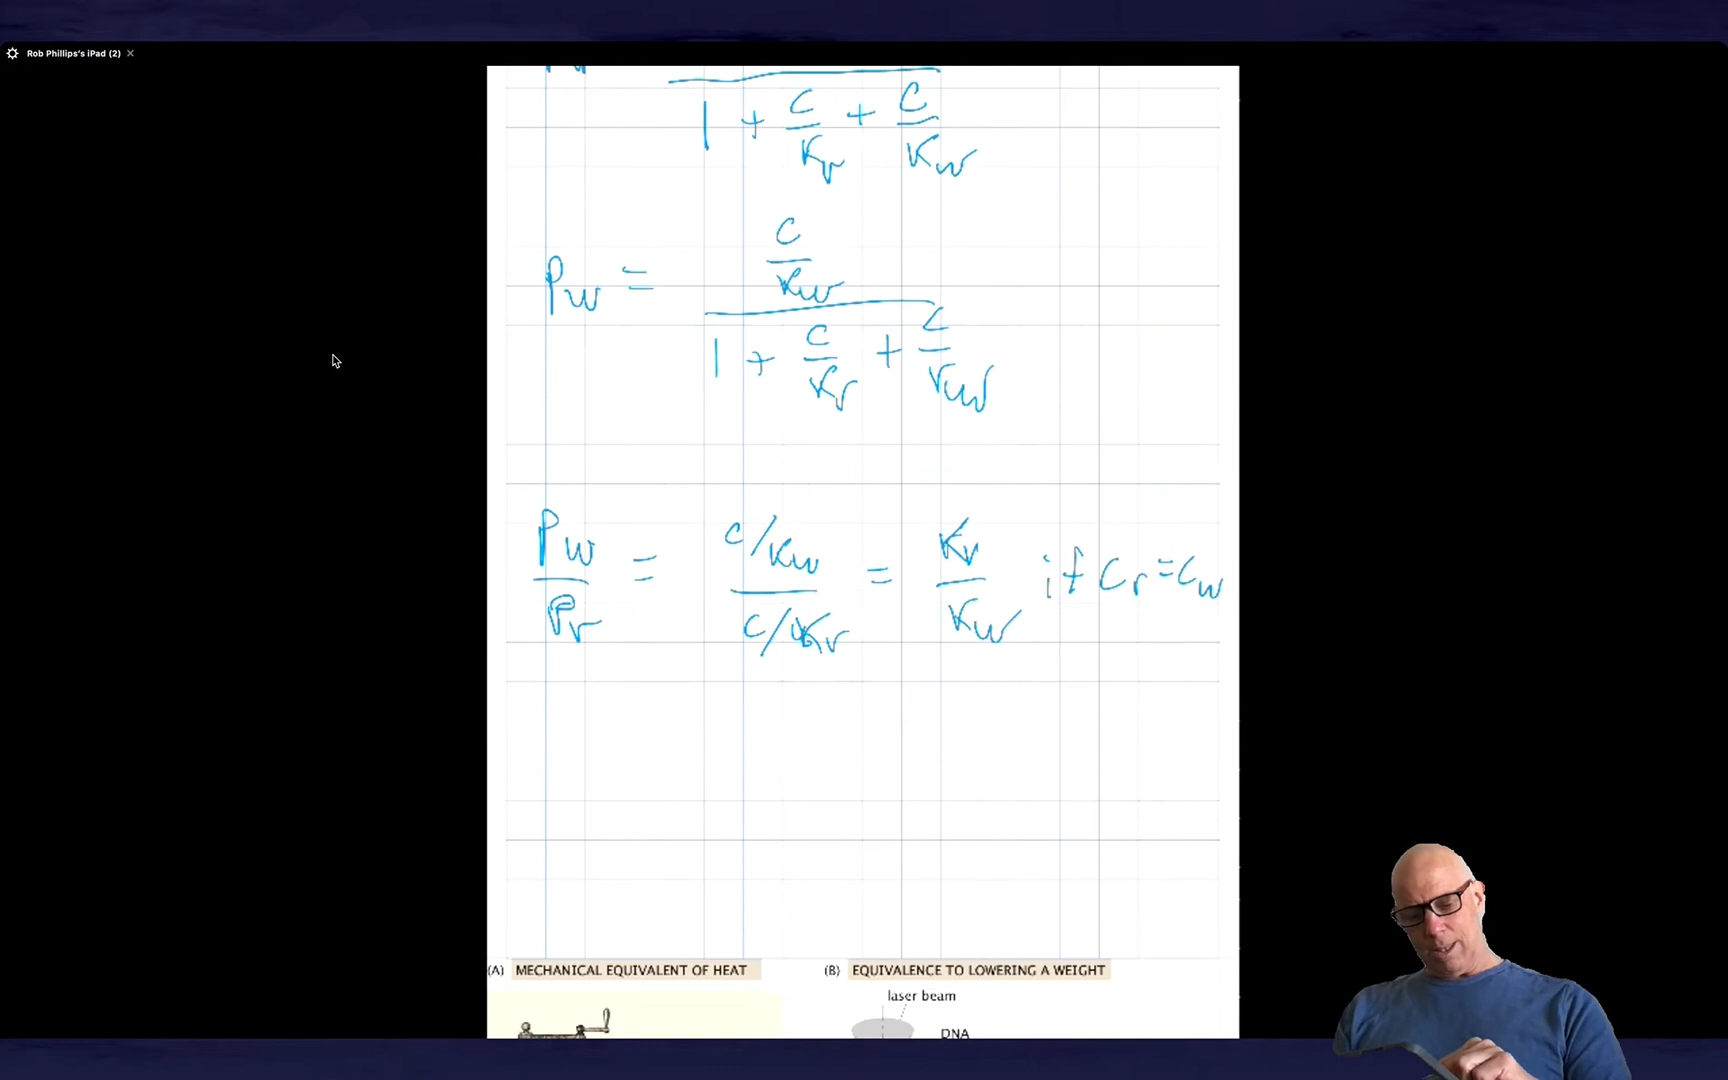 Rob Phillips's iPad (2) ×
1 + C/Kr + C/Kw
Pw = (C/Kw) / (1 + C/Kr + C/Kw)
Pw/Pr = (c/Kw) / (c/Kr) = Kr/Kw if Cr = Cw
(A) MECHANICAL EQUIVALENT OF HEAT
(B) EQUIVALENCE TO LOWERING A WEIGHT
laser beam
DNA